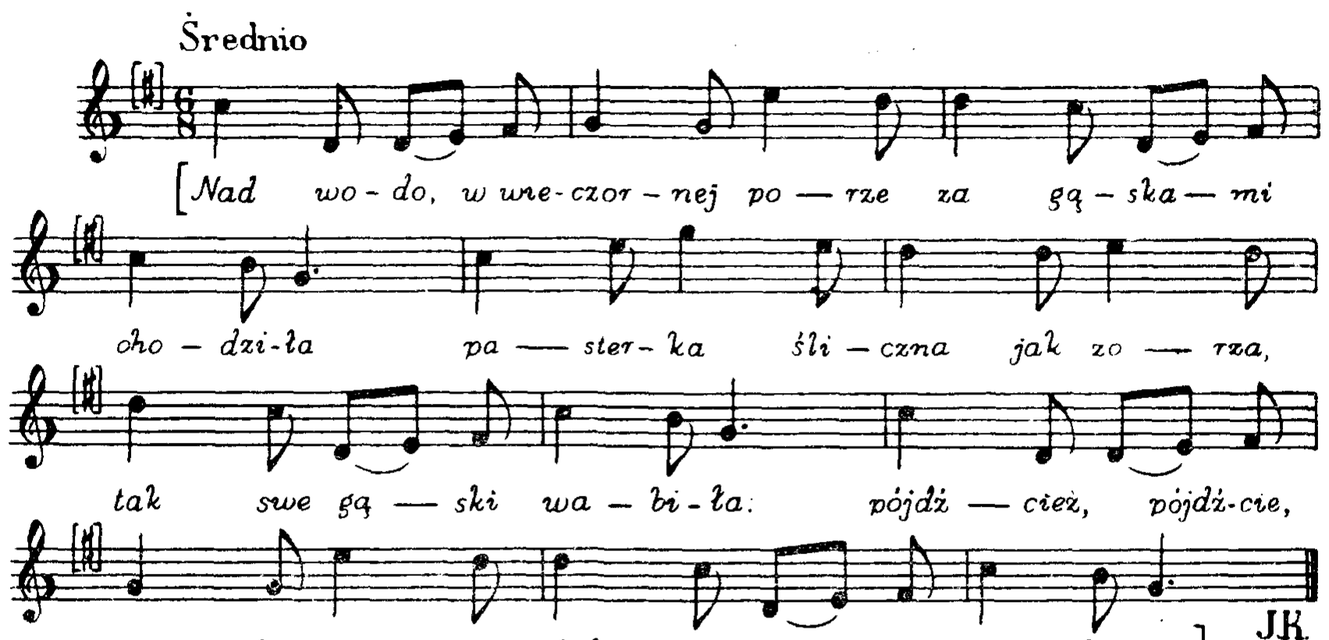 Średnio
[Nad wo-do, w wie-czor-nej po — rze za gą-ska — mi
cho — dzi-ła pa — ster-ka śli — czna jak zo — rza,
tak swe gą — ski wa — bi-ła: pójdź — cież, pójdź-cie,
J.K.